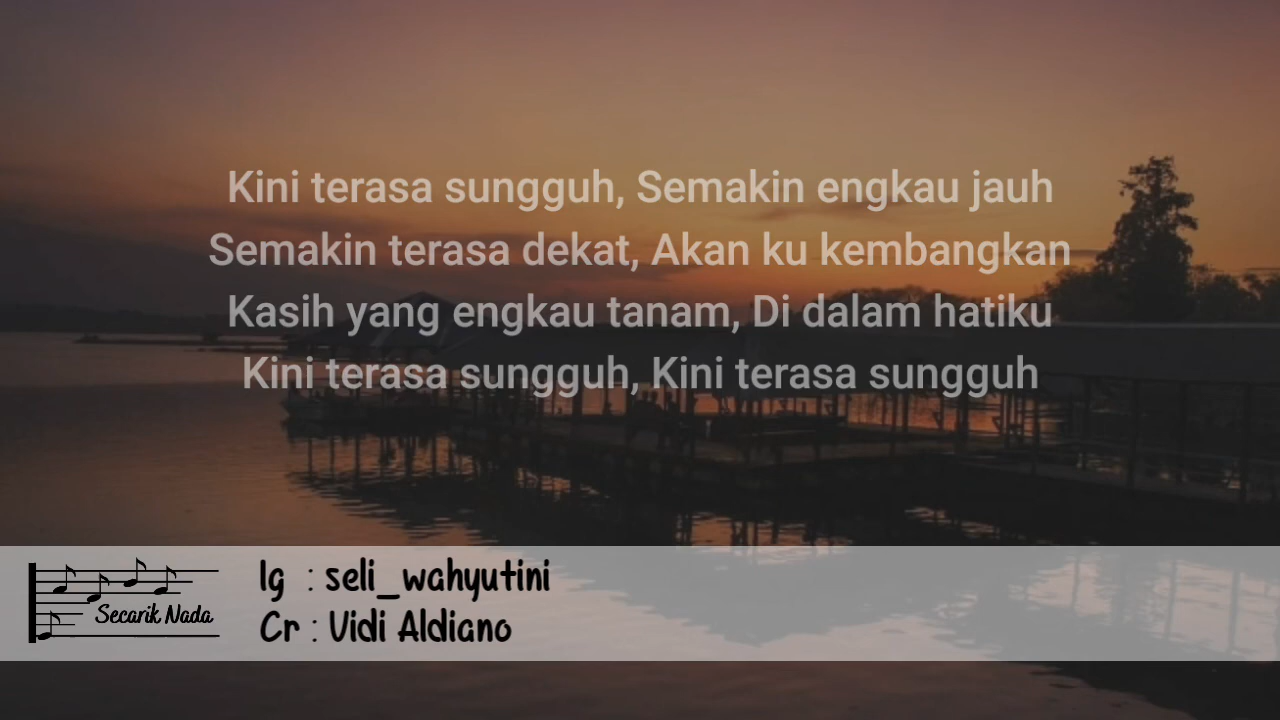 Kini terasa sungguh, Semakin engkau jauh
Semakin terasa dekat, Akan ku kembangkan
Kasih yang engkau tanam, Di dalam hatiku
Kini terasa sungguh, Kini terasa sungguh
Secarik Nada
Ig : seli_wahyutini
Cr : Vidi Aldiano